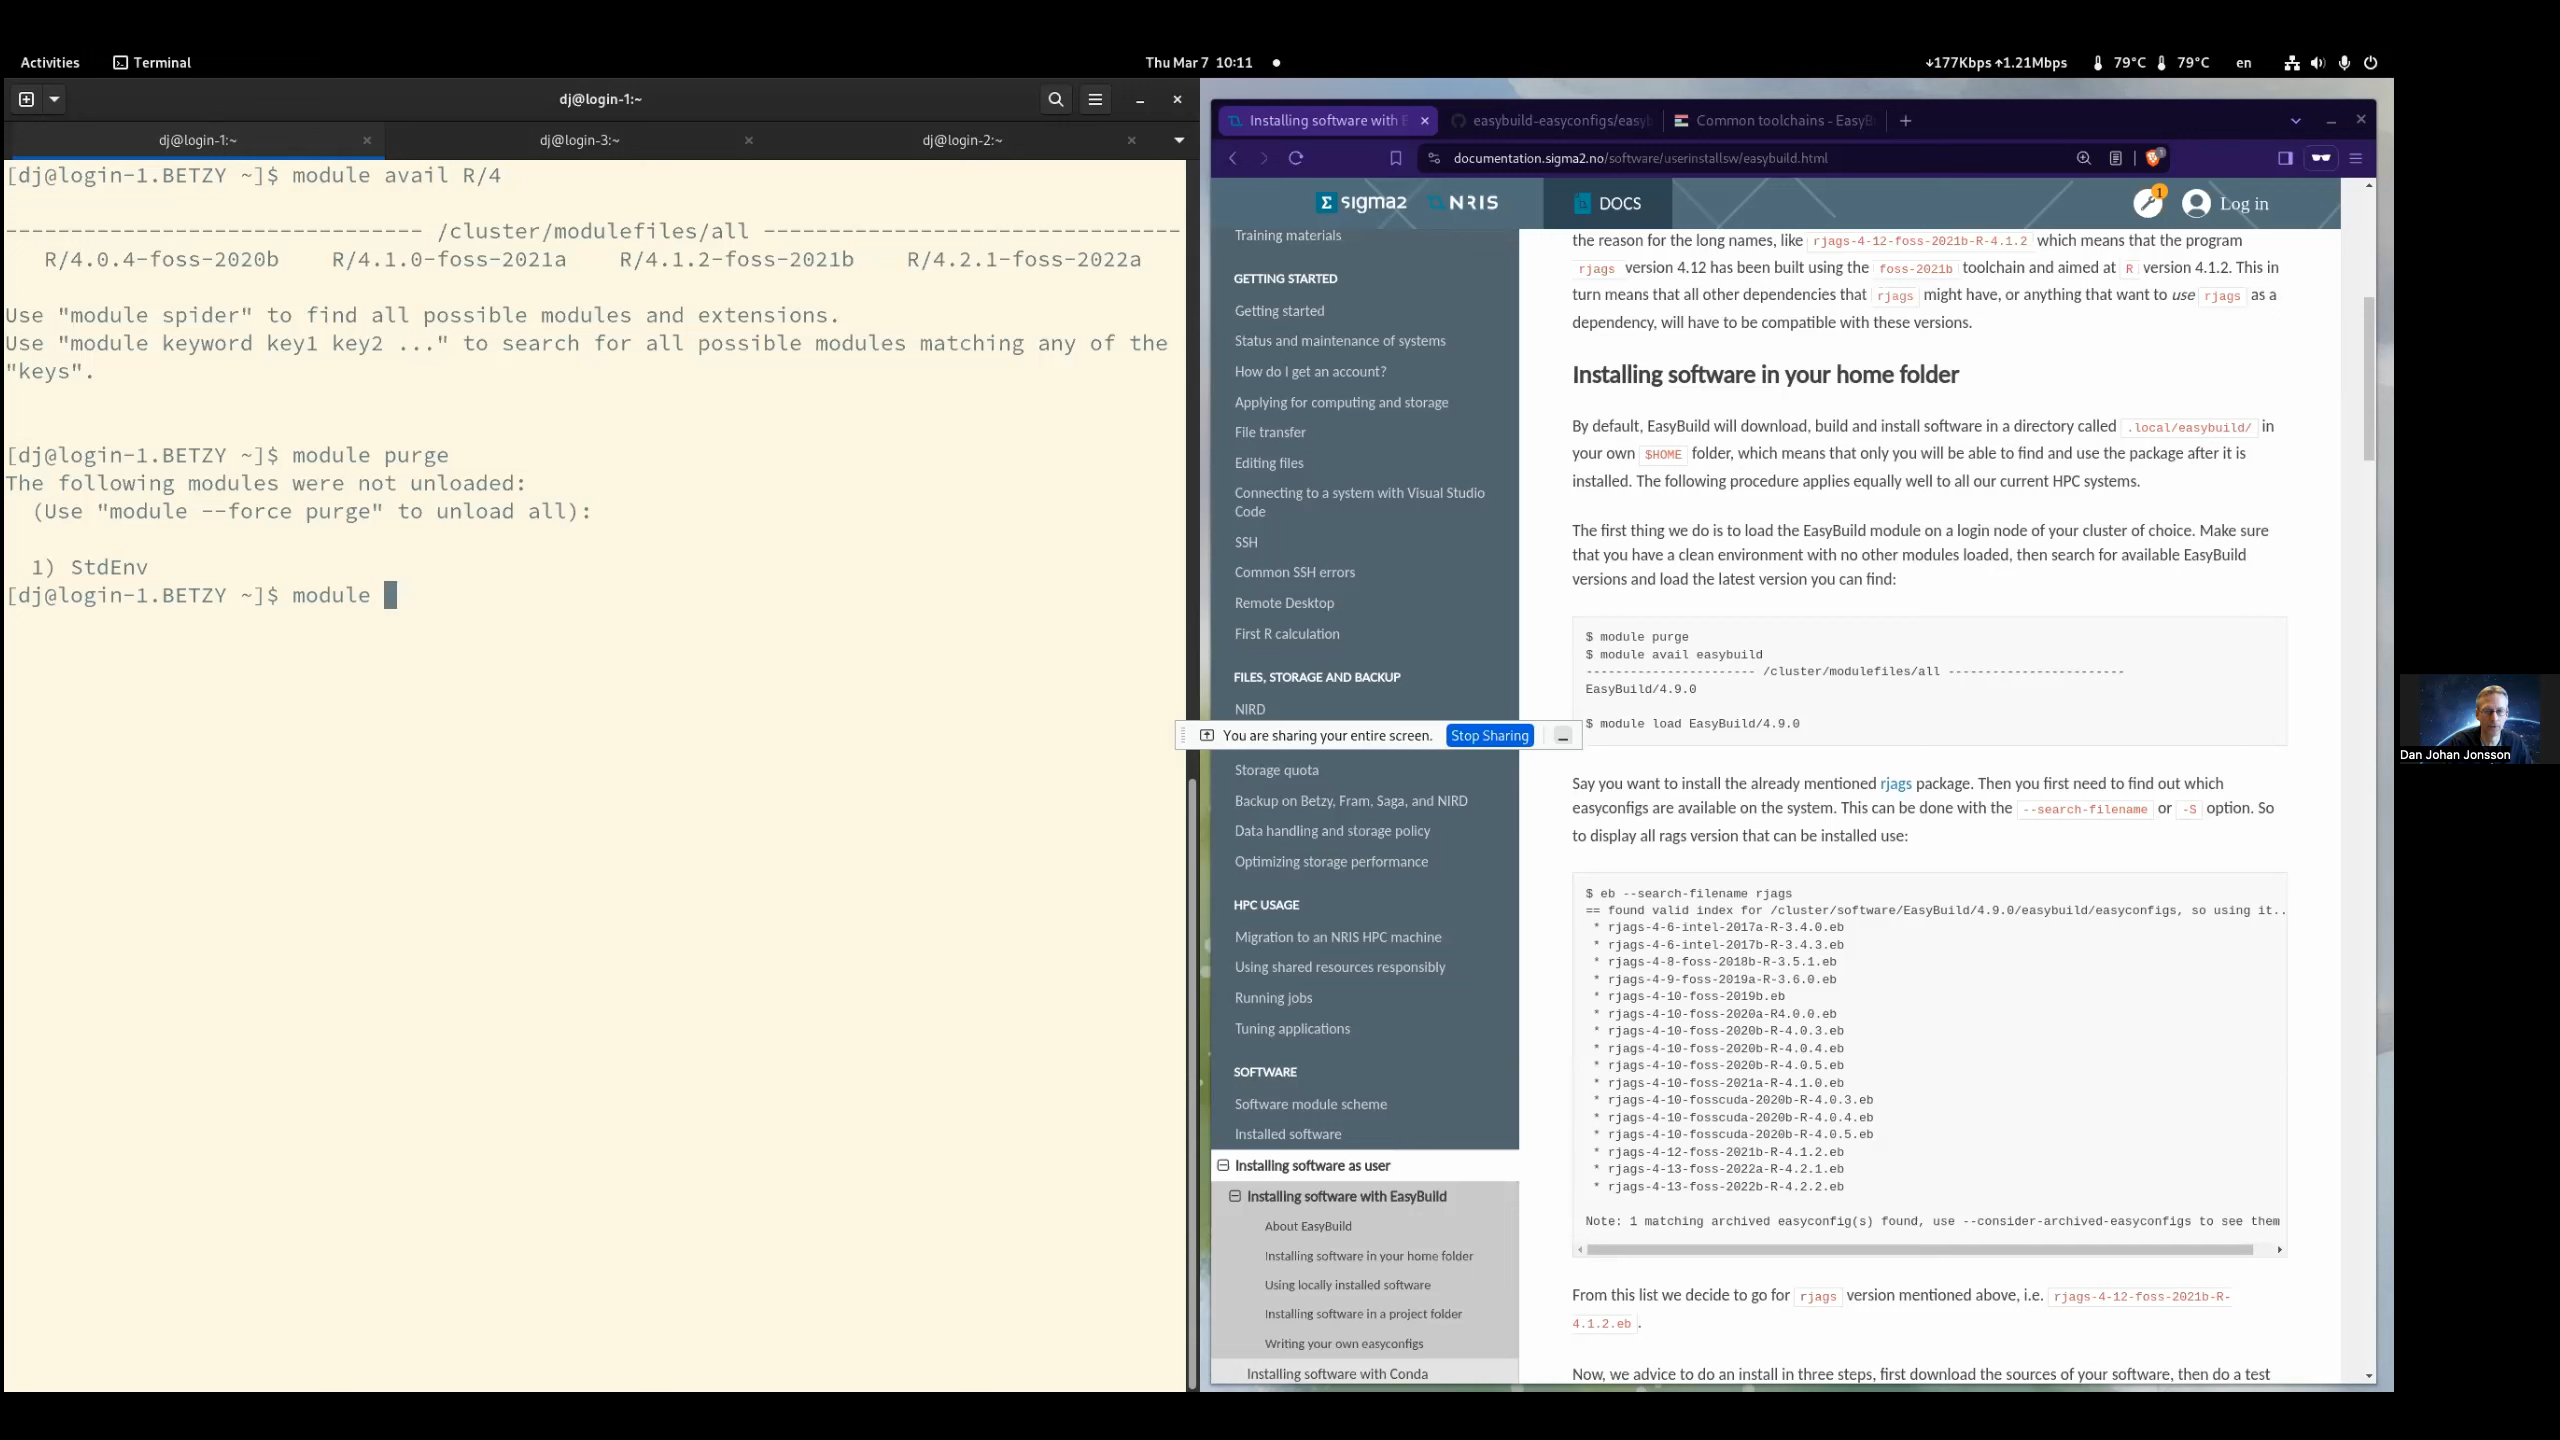 Activities Terminal Thu Mar 7 10:11 ↓177Kbps ↑1.21Mbps 79°C 79°C en
dj@login-1:~
dj@login-1:~ dj@login-3:~ dj@login-2:~
[dj@login-1.BETZY ~]$ module avail R/4
-------------------------------- /cluster/modulefiles/all --------------------------------
R/4.0.4-foss-2020b R/4.1.0-foss-2021a R/4.1.2-foss-2021b R/4.2.1-foss-2022a
Use "module spider" to find all possible modules and extensions.
Use "module keyword key1 key2 ..." to search for all possible modules matching any of the
"keys".
[dj@login-1.BETZY ~]$ module purge
The following modules were not unloaded:
(Use "module --force purge" to unload all):
1) StdEnv
[dj@login-1.BETZY ~]$ module
Installing software with E easybuild-easyconfigs/easyb Common toolchains - EasyB
documentation.sigma2.no/software/userinstallsw/easybuild.html
sigma2 NRIS DOCS 1 Log in
Training materials
GETTING STARTED
Getting started
Status and maintenance of systems
How do I get an account?
Applying for computing and storage
File transfer
Editing files
Connecting to a system with Visual Studio
Code
SSH
Common SSH errors
Remote Desktop
First R calculation
FILES, STORAGE AND BACKUP
NIRD
You are sharing your entire screen. Stop Sharing
Storage quota
Backup on Betzy, Fram, Saga, and NIRD
Data handling and storage policy
Optimizing storage performance
HPC USAGE
Migration to an NRIS HPC machine
Using shared resources responsibly
Running jobs
Tuning applications
SOFTWARE
Software module scheme
Installed software
Installing software as user
Installing software with EasyBuild
About EasyBuild
Installing software in your home folder
Using locally installed software
Installing software in a project folder
Writing your own easyconfigs
Installing software with Conda
the reason for the long names, like rjags-4-12-foss-2021b-R-4.1.2 which means that the program
rjags version 4.12 has been built using the foss-2021b toolchain and aimed at R version 4.1.2. This in
turn means that all other dependencies that rjags might have, or anything that want to use rjags as a
dependency, will have to be compatible with these versions.
Installing software in your home folder
By default, EasyBuild will download, build and install software in a directory called .local/easybuild/ in
your own $HOME folder, which means that only you will be able to find and use the package after it is
installed. The following procedure applies equally well to all our current HPC systems.
The first thing we do is to load the EasyBuild module on a login node of your cluster of choice. Make sure
that you have a clean environment with no other modules loaded, then search for available EasyBuild
versions and load the latest version you can find:
$ module purge
$ module avail easybuild
----------------------- /cluster/modulefiles/all ------------------------
EasyBuild/4.9.0
$ module load EasyBuild/4.9.0
Say you want to install the already mentioned rjags package. Then you first need to find out which
easyconfigs are available on the system. This can be done with the --search-filename or -S option. So
to display all rags version that can be installed use:
$ eb --search-filename rjags
== found valid index for /cluster/software/EasyBuild/4.9.0/easybuild/easyconfigs, so using it..
* rjags-4-6-intel-2017a-R-3.4.0.eb
* rjags-4-6-intel-2017b-R-3.4.3.eb
* rjags-4-8-foss-2018b-R-3.5.1.eb
* rjags-4-9-foss-2019a-R-3.6.0.eb
* rjags-4-10-foss-2019b.eb
* rjags-4-10-foss-2020a-R4.0.0.eb
* rjags-4-10-foss-2020b-R-4.0.3.eb
* rjags-4-10-foss-2020b-R-4.0.4.eb
* rjags-4-10-foss-2020b-R-4.0.5.eb
* rjags-4-10-foss-2021a-R-4.1.0.eb
* rjags-4-10-fosscuda-2020b-R-4.0.3.eb
* rjags-4-10-fosscuda-2020b-R-4.0.4.eb
* rjags-4-10-fosscuda-2020b-R-4.0.5.eb
* rjags-4-12-foss-2021b-R-4.1.2.eb
* rjags-4-13-foss-2022a-R-4.2.1.eb
* rjags-4-13-foss-2022b-R-4.2.2.eb
Note: 1 matching archived easyconfig(s) found, use --consider-archived-easyconfigs to see them
From this list we decide to go for rjags version mentioned above, i.e. rjags-4-12-foss-2021b-R-
4.1.2.eb .
Now, we advice to do an install in three steps, first download the sources of your software, then do a test
Dan Johan Jonsson